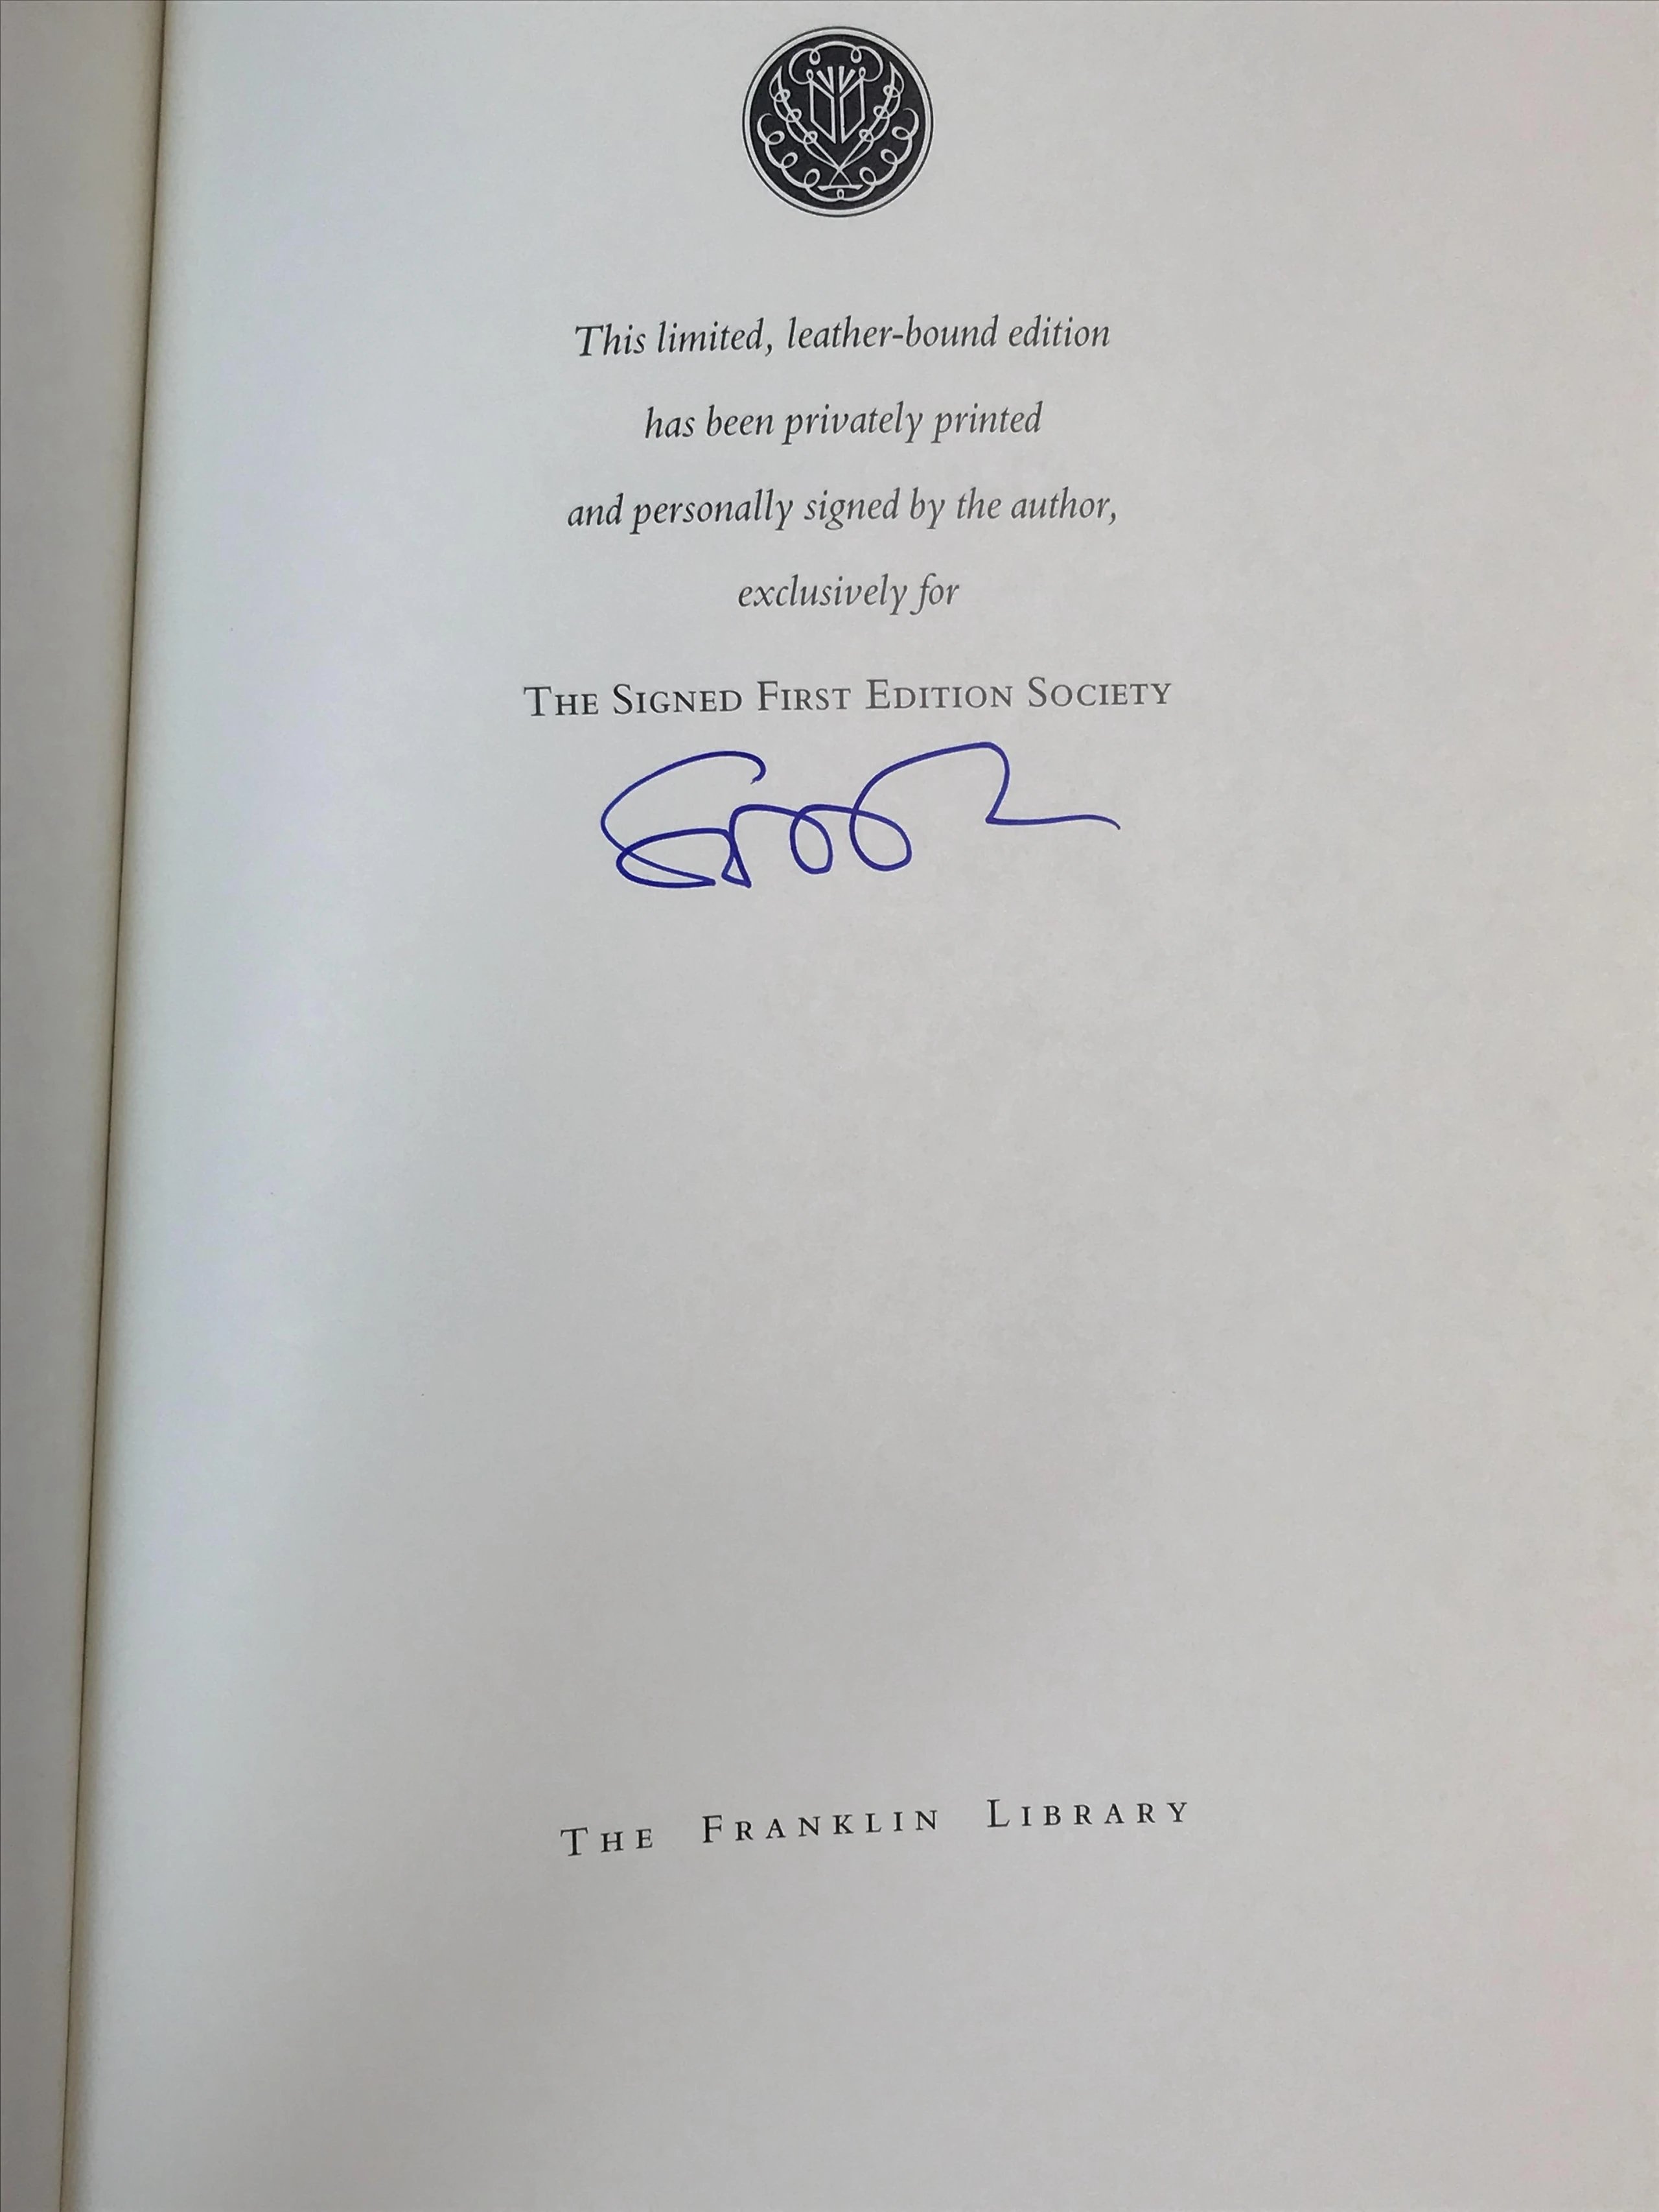 This limited, leather-bound edition
has been privately printed
and personally signed by the author,
exclusively for
THE SIGNED FIRST EDITION SOCIETY
THE FRANKLIN LIBRARY